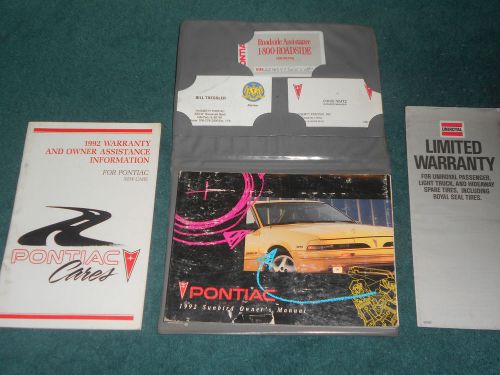 1992 WARRANTY
AND OWNER ASSISTANCE
INFORMATION
FOR PONTIAC
NEW CARS
PONTIAC
Cares
PONTIAC
Roadside Assistance
1-800-ROADSIDE
BILL
PONTIAC
1992 Sunbird Owner's Manual
UNIROYAL
LIMITED
WARRANTY
FOR UNIROYAL PASSENGER,
LIGHT TRUCK, AND HIDEAWAY
SPARE TIRES, INCLUDING
ROYAL SEAL TIRES.